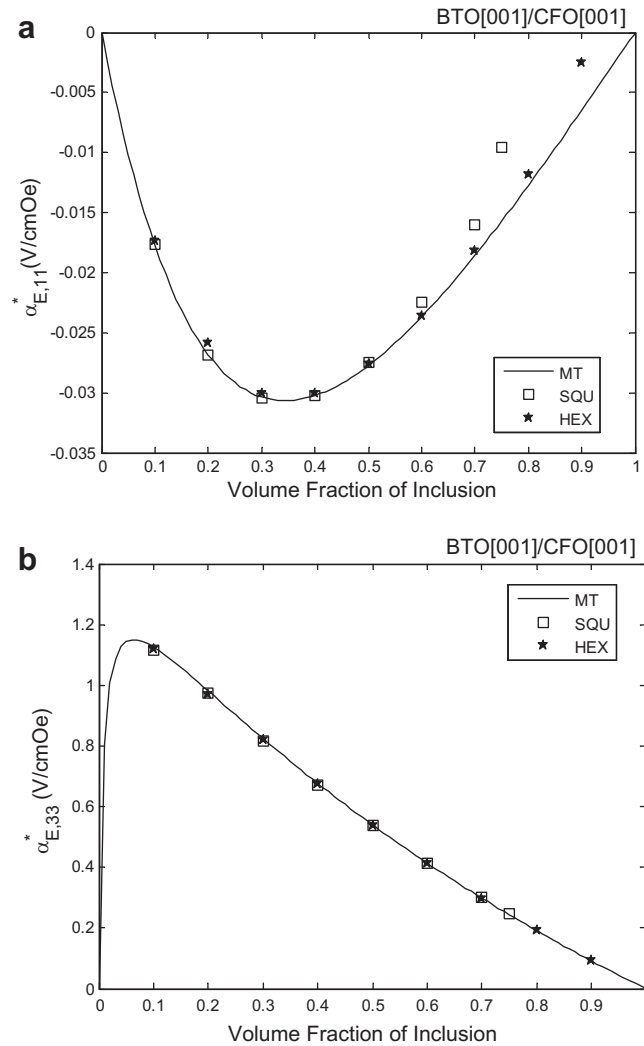 a
BTO[001]/CFO[001]
0
-0.005
-0.01
-0.015
-0.02
-0.025
-0.03
-0.035
α*E,11(V/cmOe)
MT
SQU
HEX
0 0.1 0.2 0.3 0.4 0.5 0.6 0.7 0.8 0.9 1
Volume Fraction of Inclusion
b
BTO[001]/CFO[001]
1.4
1.2
1
0.8
0.6
0.4
0.2
0
α*E,33 (V/cmOe)
MT
SQU
HEX
0.1 0.2 0.3 0.4 0.5 0.6 0.7 0.8 0.9
Volume Fraction of Inclusion